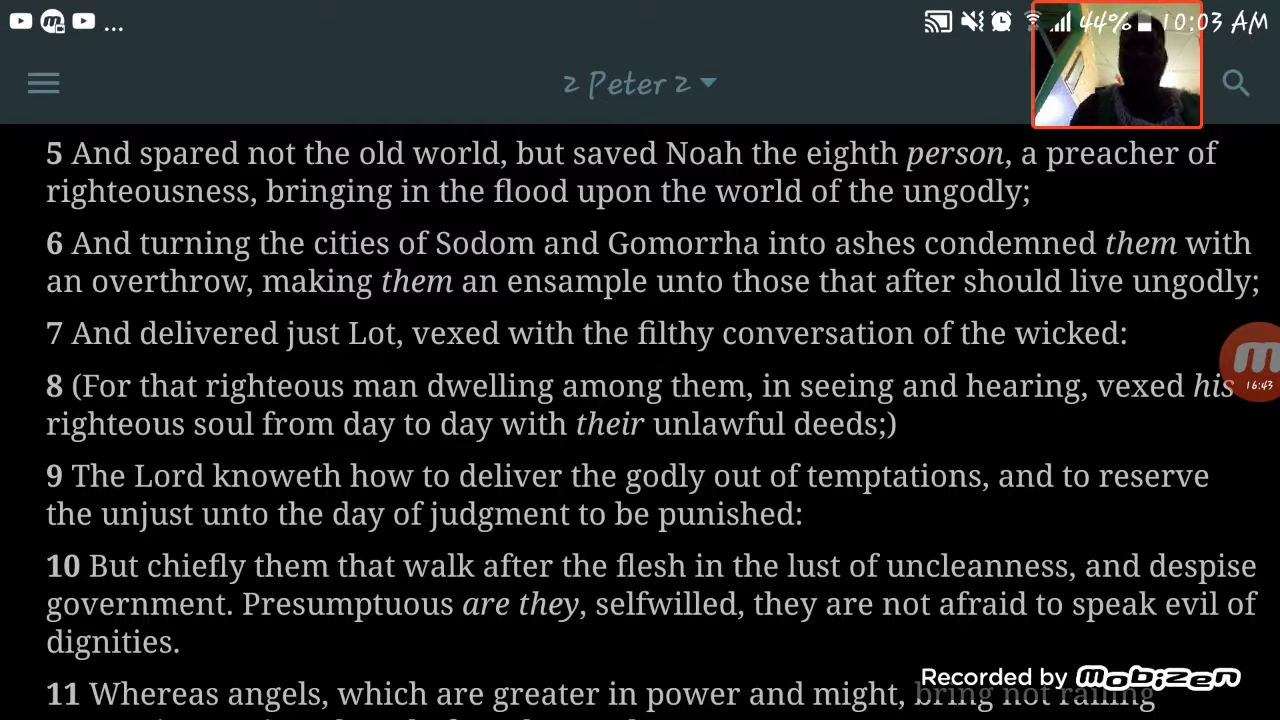 ... 44% 10:03 AM
2 Peter 2
5 And spared not the old world, but saved Noah the eighth person, a preacher of
righteousness, bringing in the flood upon the world of the ungodly;
6 And turning the cities of Sodom and Gomorrha into ashes condemned them with
an overthrow, making them an ensample unto those that after should live ungodly;
7 And delivered just Lot, vexed with the filthy conversation of the wicked:
8 (For that righteous man dwelling among them, in seeing and hearing, vexed his
16:43
righteous soul from day to day with their unlawful deeds;)
9 The Lord knoweth how to deliver the godly out of temptations, and to reserve
the unjust unto the day of judgment to be punished:
10 But chiefly them that walk after the flesh in the lust of uncleanness, and despise
government. Presumptuous are they, selfwilled, they are not afraid to speak evil of
dignities.
Recorded by mobizen
11 Whereas angels, which are greater in power and might, bring not railing